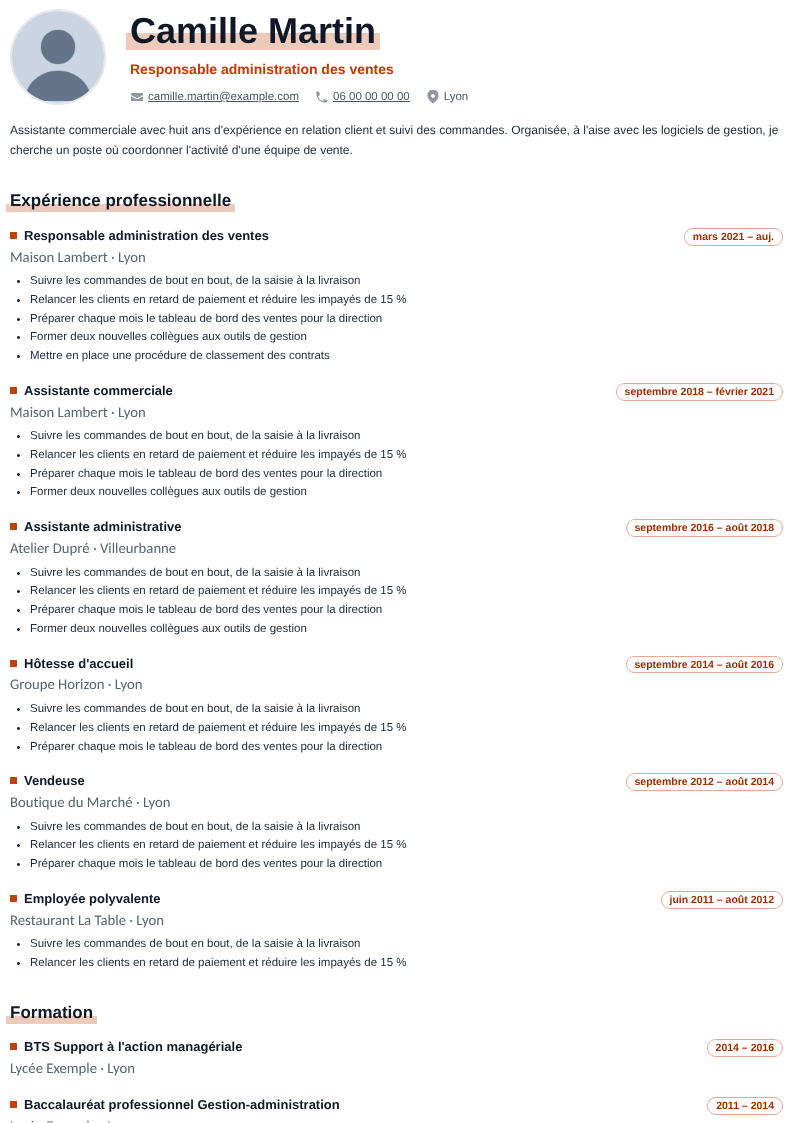 Camille Martin
Responsable administration des ventes
camille.martin@example.com 06 00 00 00 00 Lyon
Assistante commerciale avec huit ans d'expérience en relation client et suivi des commandes. Organisée, à l'aise avec les logiciels de gestion, je
cherche un poste où coordonner l'activité d'une équipe de vente.
Expérience professionnelle
Responsable administration des ventes mars 2021 – auj.
Maison Lambert · Lyon
• Suivre les commandes de bout en bout, de la saisie à la livraison
• Relancer les clients en retard de paiement et réduire les impayés de 15 %
• Préparer chaque mois le tableau de bord des ventes pour la direction
• Former deux nouvelles collègues aux outils de gestion
• Mettre en place une procédure de classement des contrats
Assistante commerciale septembre 2018 – février 2021
Maison Lambert · Lyon
• Suivre les commandes de bout en bout, de la saisie à la livraison
• Relancer les clients en retard de paiement et réduire les impayés de 15 %
• Préparer chaque mois le tableau de bord des ventes pour la direction
• Former deux nouvelles collègues aux outils de gestion
Assistante administrative septembre 2016 – août 2018
Atelier Dupré · Villeurbanne
• Suivre les commandes de bout en bout, de la saisie à la livraison
• Relancer les clients en retard de paiement et réduire les impayés de 15 %
• Préparer chaque mois le tableau de bord des ventes pour la direction
• Former deux nouvelles collègues aux outils de gestion
Hôtesse d'accueil septembre 2014 – août 2016
Groupe Horizon · Lyon
• Suivre les commandes de bout en bout, de la saisie à la livraison
• Relancer les clients en retard de paiement et réduire les impayés de 15 %
• Préparer chaque mois le tableau de bord des ventes pour la direction
Vendeuse septembre 2012 – août 2014
Boutique du Marché · Lyon
• Suivre les commandes de bout en bout, de la saisie à la livraison
• Relancer les clients en retard de paiement et réduire les impayés de 15 %
• Préparer chaque mois le tableau de bord des ventes pour la direction
Employée polyvalente juin 2011 – août 2012
Restaurant La Table · Lyon
• Suivre les commandes de bout en bout, de la saisie à la livraison
• Relancer les clients en retard de paiement et réduire les impayés de 15 %
Formation
BTS Support à l'action managériale 2014 – 2016
Lycée Exemple · Lyon
Baccalauréat professionnel Gestion-administration 2011 – 2014